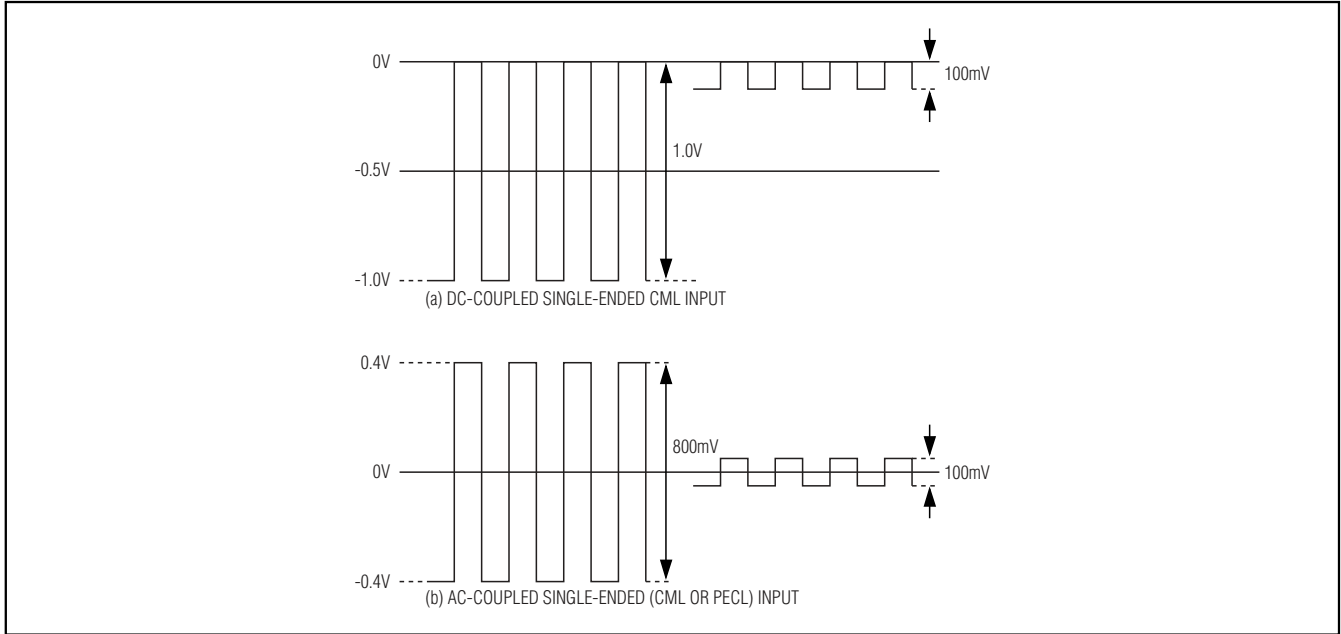 0V
100mV
1.0V
-0.5V
-1.0V
(a) DC-COUPLED SINGLE-ENDED CML INPUT
0.4V
800mV
0V
100mV
-0.4V
(b) AC-COUPLED SINGLE-ENDED (CML OR PECL) INPUT